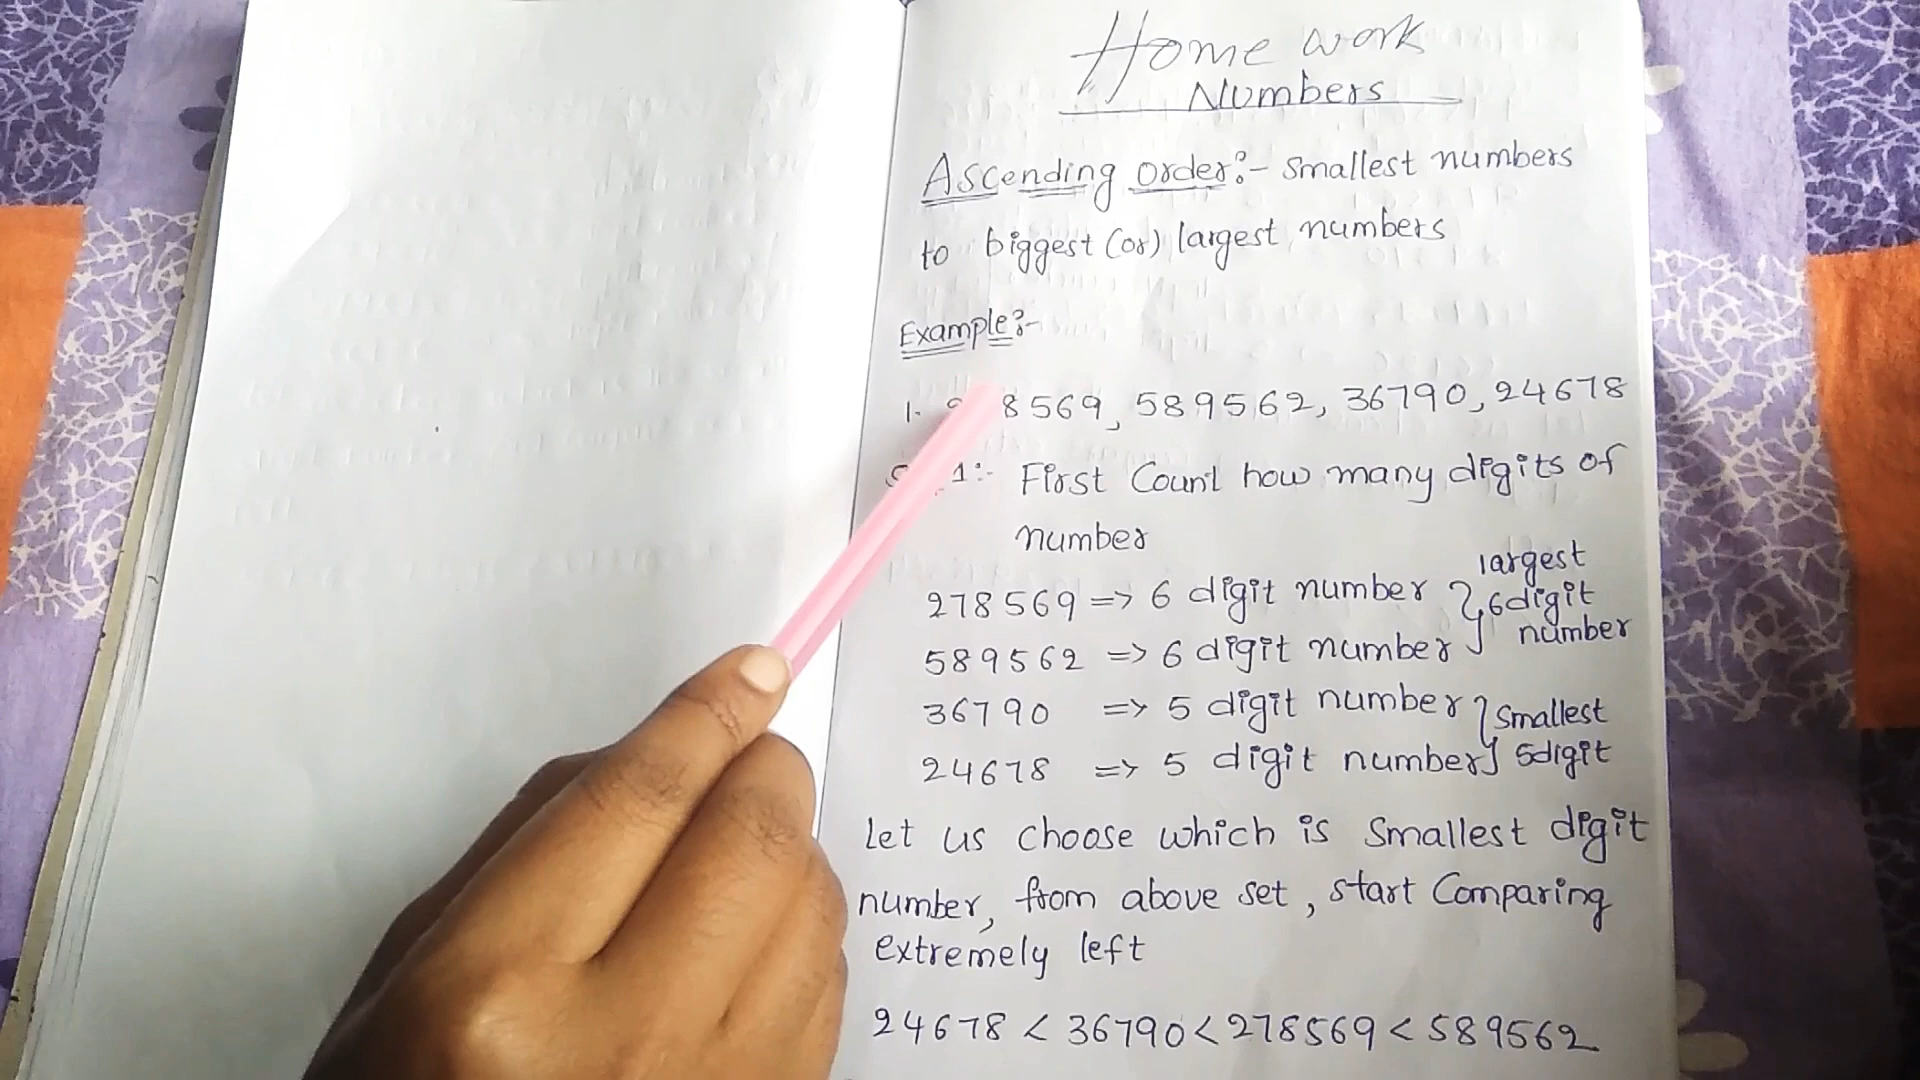 Home work
Numbers
Ascending order:- smallest numbers
to biggest (or) largest numbers
Example:-
1. 8569, 589562, 36790, 24678
1:- First Count how many digits of
number
largest
278569 => 6 digit number } 6digit
number
589562 => 6 digit number
36790 => 5 digit number } smallest
24678 => 5 digit number } 5digit
Let us choose which is smallest digit
number, from above set, start Comparing
extremely left
24678 < 36790 < 278569 < 589562